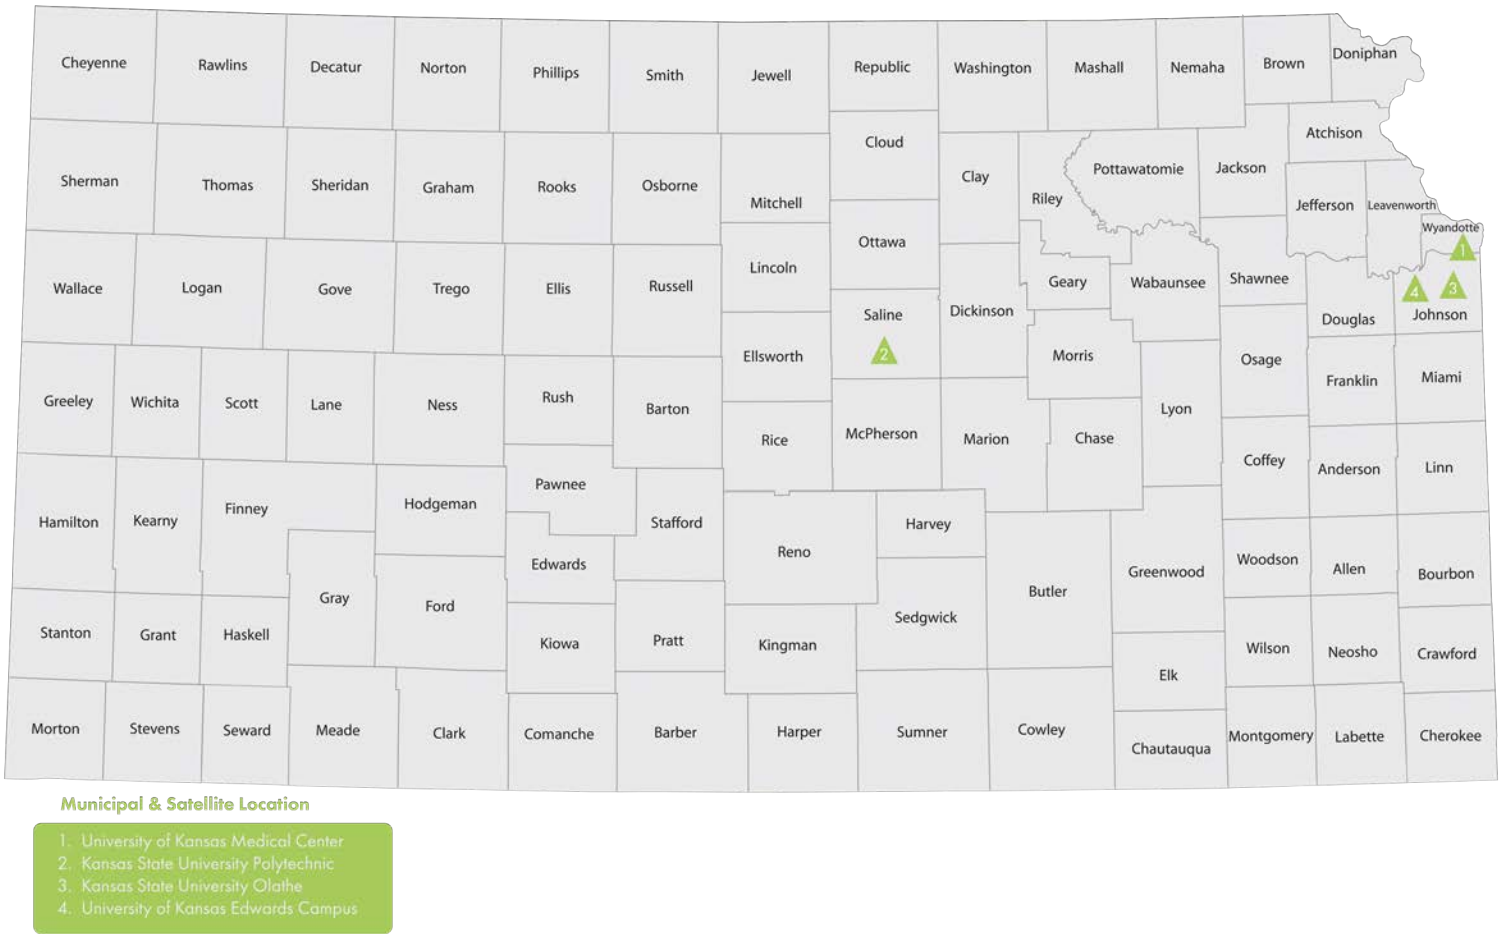 Cheyenne Rawlins Decatur Norton Phillips Smith Jewell Republic Washington Mashall Nemaha Brown Doniphan
Cloud Atchison
Sherman Thomas Sheridan Graham Rooks Osborne Mitchell Clay Riley Pottawatomie Jackson Jefferson Leavenworth
Wyandotte
1
Ottawa
Wallace Logan Gove Trego Ellis Russell Lincoln Geary Wabaunsee Shawnee
4 3
Saline Dickinson Douglas Johnson
2
Ellsworth Morris Osage
Greeley Wichita Scott Lane Ness Rush Barton Lyon Franklin Miami
Rice McPherson Marion Chase
Coffey Anderson Linn
Pawnee
Hamilton Kearny Finney Hodgeman Stafford Reno Harvey
Edwards Woodson Allen Bourbon
Gray Ford Butler Greenwood
Sedgwick
Stanton Grant Haskell Kiowa Pratt Kingman Wilson Neosho Crawford
Elk
Morton Stevens Seward Meade Clark Comanche Barber Harper Sumner Cowley Chautauqua Montgomery Labette Cherokee
Municipal & Satellite Location
1. University of Kansas Medical Center
2. Kansas State University Polytechnic
3. Kansas State University Olathe
4. University of Kansas Edwards Campus